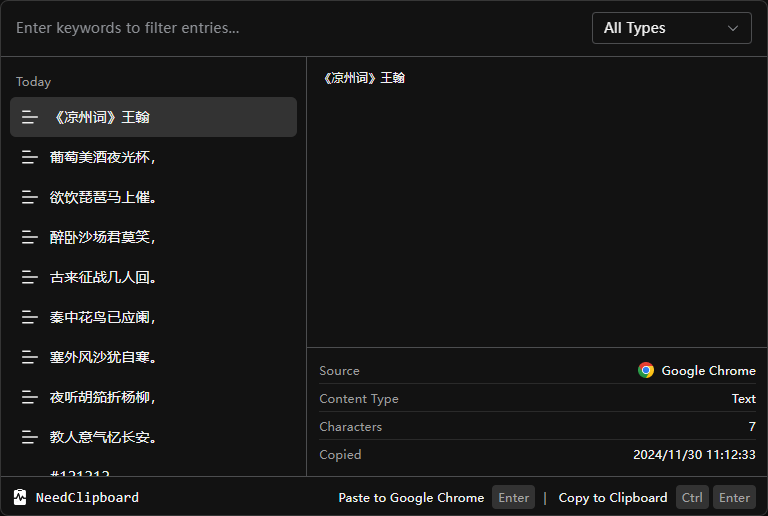 Enter keywords to filter entries...
All Types
Today
《凉州词》王翰
葡萄美酒夜光杯，
欲饮琵琶马上催。
醉卧沙场君莫笑，
古来征战几人回。
秦中花鸟已应阑，
塞外风沙犹自寒。
夜听胡笳折杨柳，
教人意气忆长安。
#121212
《凉州词》王翰
Source
Google Chrome
Content Type
Text
Characters
7
Copied
2024/11/30 11:12:33
NeedClipboard
Paste to Google Chrome Enter | Copy to Clipboard Ctrl Enter